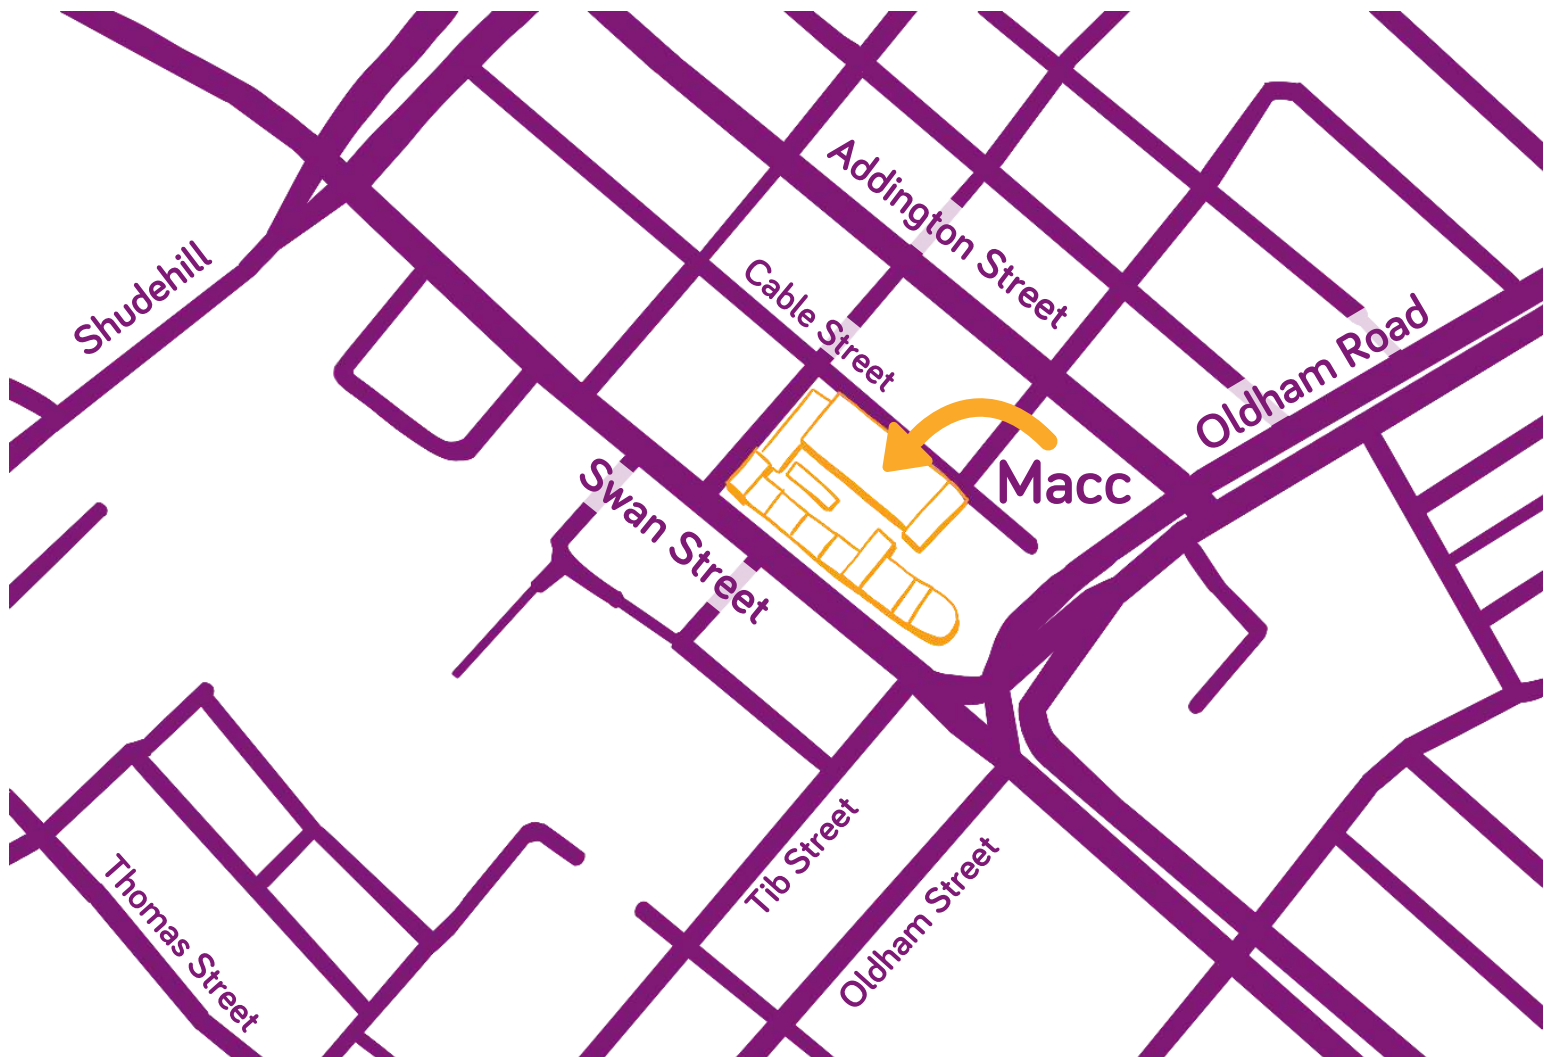 Addington Street
Shudehill
Cable Street
Oldham Road
Macc
Swan Street
Tib Street
Oldham Street
Thomas Street